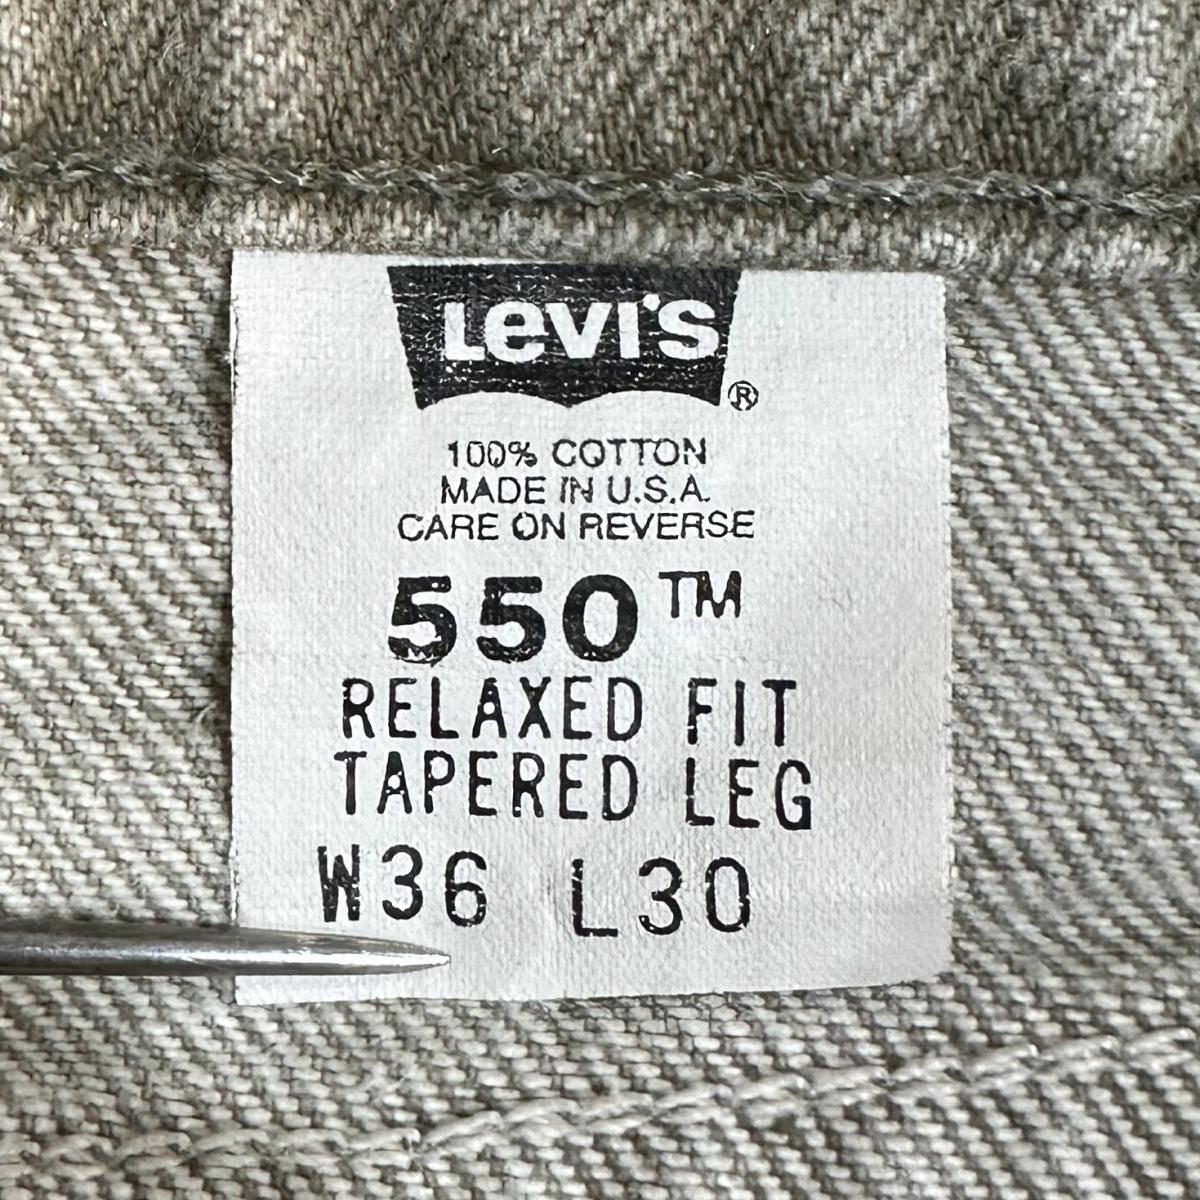 Levi's
®
100% COTTON
MADE IN U.S.A.
CARE ON REVERSE
550™
RELAXED FIT
TAPERED LEG
W36 L30